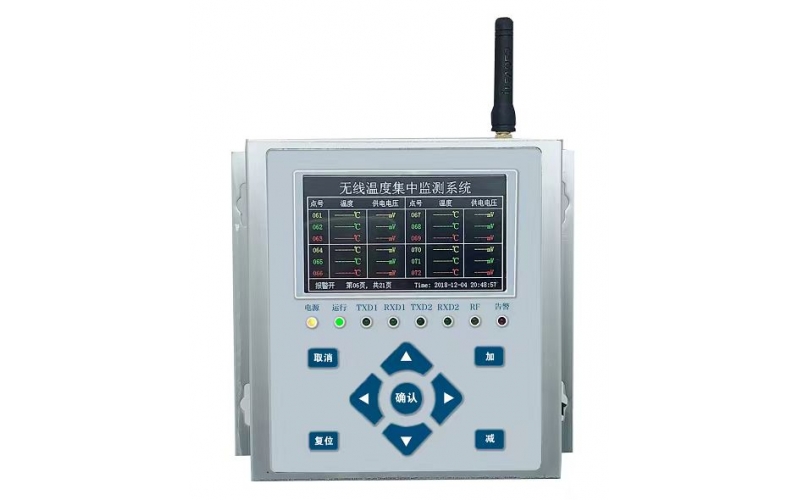 无线温度集中监测系统
点号 温度 供电电压 点号 温度 供电电压
061 ——℃ ——mV 067 ——℃ ——mV
062 ——℃ ——mV 068 ——℃ ——mV
063 ——℃ ——mV 069 ——℃ ——mV
064 ——℃ ——mV 070 ——℃ ——mV
065 ——℃ ——mV 071 ——℃ ——mV
066 ——℃ ——mV 072 ——℃ ——mV
报警开 第06页，共21页 Time: 2018-12-04 20:48:57
电源 运行 TXD1 RXD1 TXD2 RXD2 RF 告警
取消 加
确认
复位 减